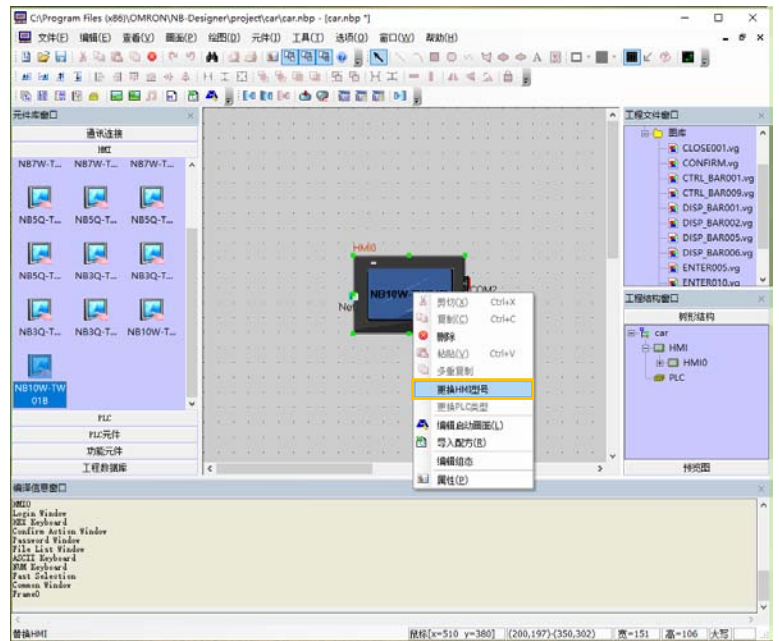 C:\Program Files (x86)\OMRON\NB-Designer\project\car\car.nbp - [car.nbp *]
文件(F) 编辑(E) 查看(V) 画面(P) 绘图(D) 元件(I) 工具(T) 选项(O) 窗口(W) 帮助(H)
元件库窗口
通讯连接
HMI
NB7W-T... NB7W-T... NB7W-T...
NB5Q-T... NB5Q-T... NB5Q-T...
NB5Q-T... NB3Q-T... NB3Q-T...
NB3Q-T... NB3Q-T... NB10W-T...
NB10W-TW
01B
PLC
PLC元件
功能元件
工程数据库
HMI0
NB10W-
COM2
剪切(X) Ctrl+X
复制(C) Ctrl+C
删除
粘贴(V) Ctrl+V
多重复制
更换HMI型号
更换PLC类型
编辑启动画面(L)
导入配方(R)
编辑组态
属性(P)
工程文件窗口
图库
CLOSE001.vg
CONFIRM.vg
CTRL_BAR001.vg
CTRL_BAR009.vg
DISP_BAR001.vg
DISP_BAR002.vg
DISP_BAR005.vg
DISP_BAR006.vg
ENTER005.vg
ENTER010.vg
工程结构窗口
树形结构
car
HMI
HMI0
PLC
预览图
编译信息窗口
HMI0
Login Window
HEX Keyboard
Confirm Action Window
Password Window
File List Window
ASCII Keyboard
NUM Keyboard
Fast Selection
Common Window
Frame0
替换HMI
鼠标[x=510 y=380] (200,197)-(350,302) 宽=151 高=106 大写